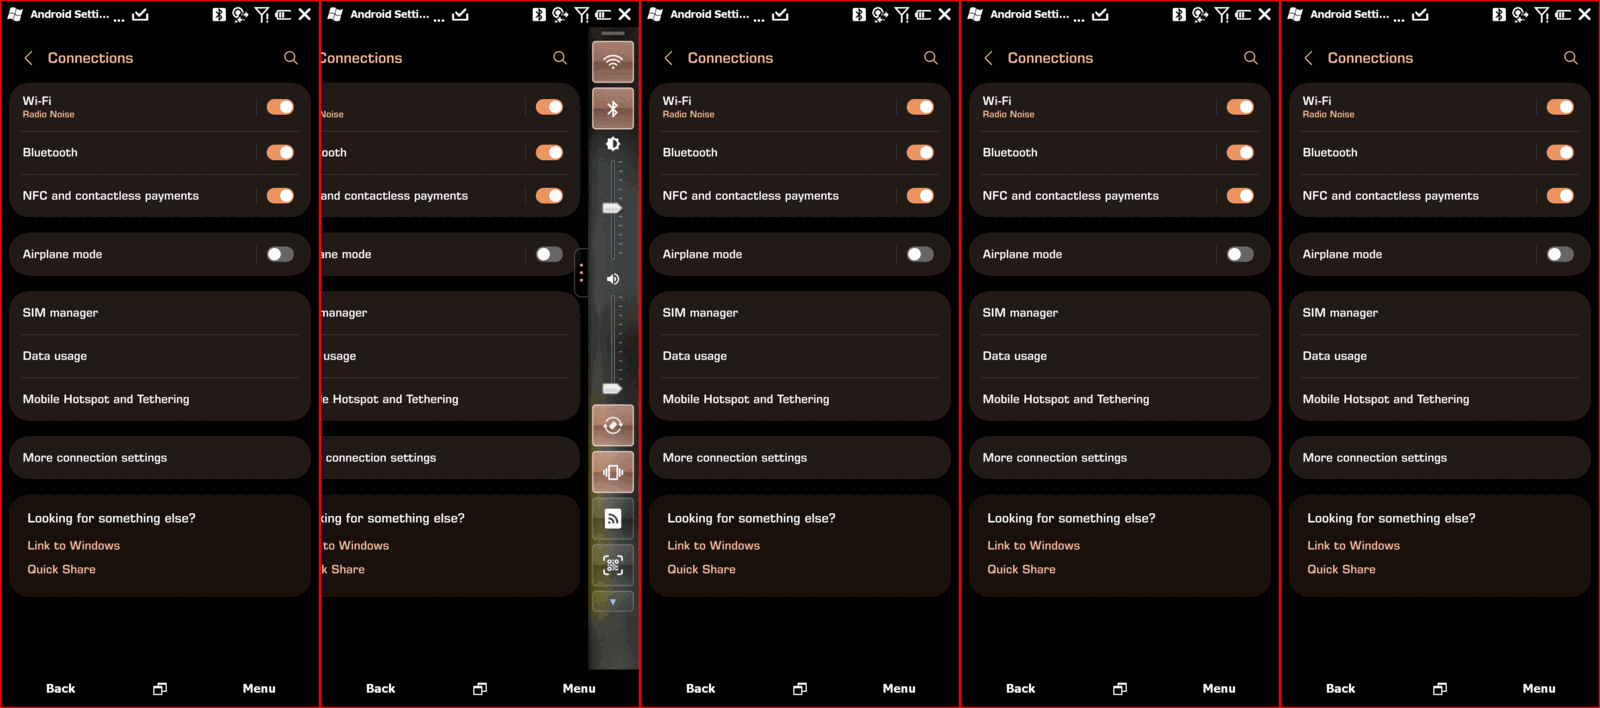 Android Setti... ...
Connections
Wi-Fi
Radio Noise
Bluetooth
NFC and contactless payments
Airplane mode
SIM manager
Data usage
Mobile Hotspot and Tethering
More connection settings
Looking for something else?
Link to Windows
Quick Share
Back
Menu
Android Setti... ...
Connections
Noise
ooth
and contactless payments
ane mode
manager
usage
e Hotspot and Tethering
connection settings
king for something else?
to Windows
k Share
Back
Menu
Android Setti... ...
Connections
Wi-Fi
Radio Noise
Bluetooth
NFC and contactless payments
Airplane mode
SIM manager
Data usage
Mobile Hotspot and Tethering
More connection settings
Looking for something else?
Link to Windows
Quick Share
Back
Menu
Android Setti... ...
Connections
Wi-Fi
Radio Noise
Bluetooth
NFC and contactless payments
Airplane mode
SIM manager
Data usage
Mobile Hotspot and Tethering
More connection settings
Looking for something else?
Link to Windows
Quick Share
Back
Menu
Android Setti... ...
Connections
Wi-Fi
Radio Noise
Bluetooth
NFC and contactless payments
Airplane mode
SIM manager
Data usage
Mobile Hotspot and Tethering
More connection settings
Looking for something else?
Link to Windows
Quick Share
Back
Menu